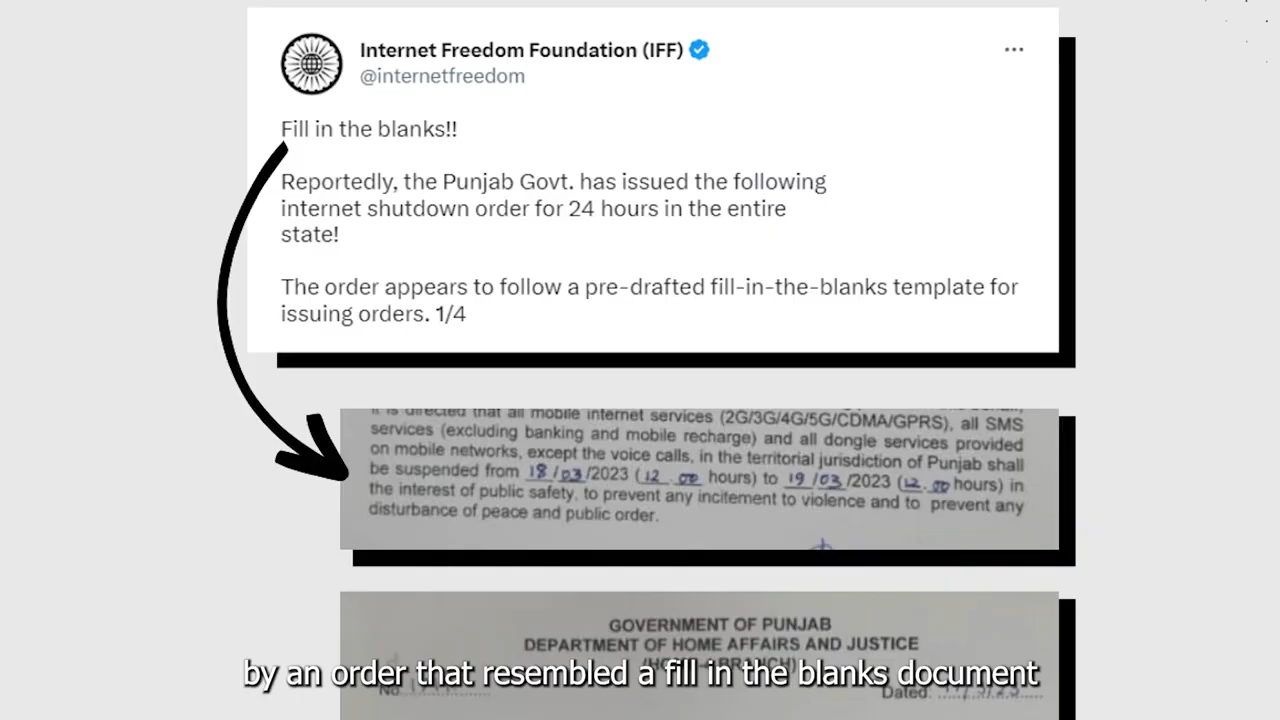 Internet Freedom Foundation (IFF)
@internetfreedom
Fill in the blanks!!
Reportedly, the Punjab Govt. has issued the following
internet shutdown order for 24 hours in the entire
state!
The order appears to follow a pre-drafted fill-in-the-blanks template for
issuing orders. 1/4
It is directed that all mobile internet services (2G/3G/4G/5G/CDMA/GPRS), all SMS
services (excluding banking and mobile recharge) and all dongle services provided
on mobile networks, except the voice calls, in the territorial jurisdiction of Punjab shall
be suspended from 18/03/2023 (12.00 hours) to 19/03/2023 (12.00 hours) in
the interest of public safety, to prevent any incitement to violence and to prevent any
disturbance of peace and public order.
GOVERNMENT OF PUNJAB
DEPARTMENT OF HOME AFFAIRS AND JUSTICE
by an order that resembled a fill in the blanks document
No.
Dated: